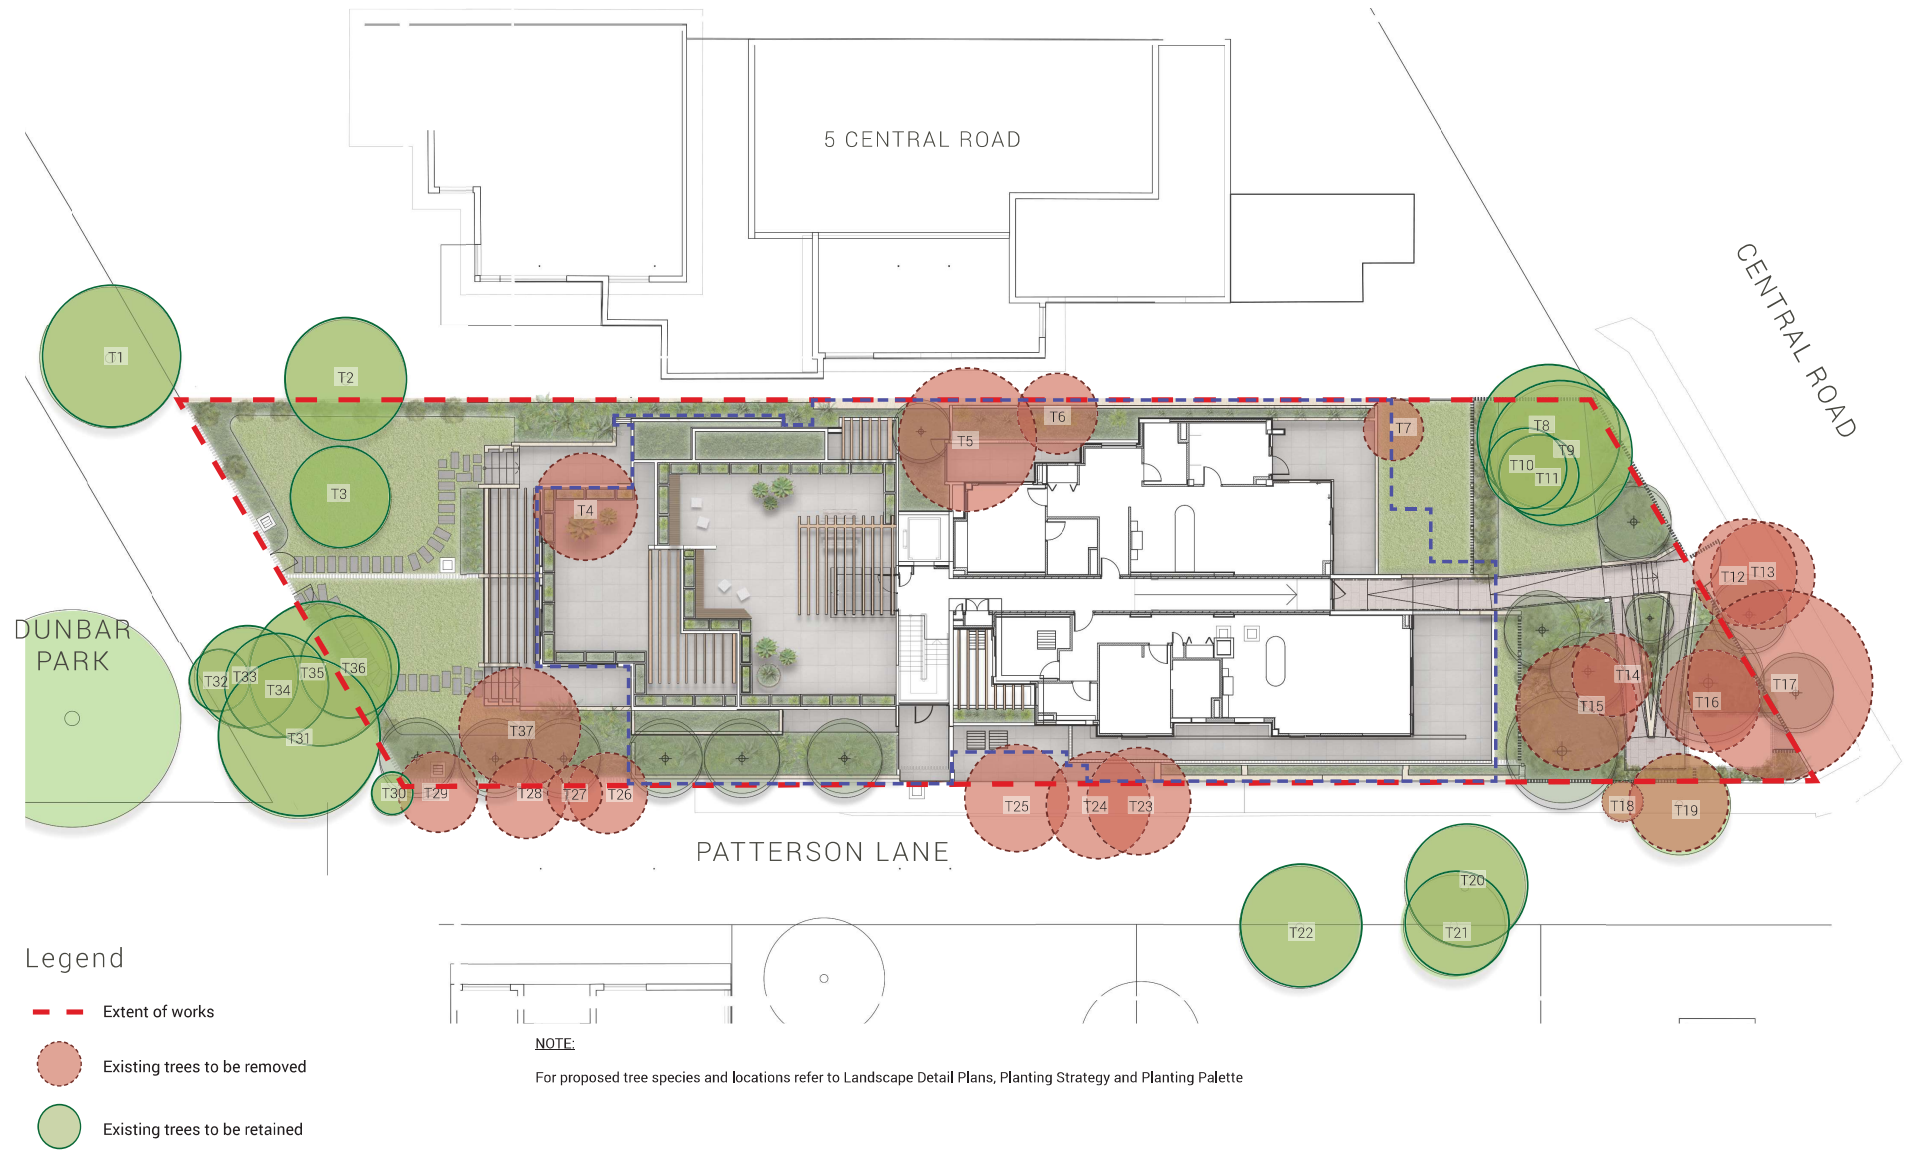 5 CENTRAL ROAD
CENTRAL ROAD
T1
T2
T3
T4
T5
T6
T7
T8
T9
T10
T11
T12
T13
T14
T15
T16
T17
T18
T19
T20
T21
T22
T23
T24
T25
T26
T27
T28
T29
T30
T31
T32
T33
T34
T35
T36
T37
DUNBAR
PARK
PATTERSON LANE
Legend
Extent of works
Existing trees to be removed
Existing trees to be retained
NOTE:
For proposed tree species and locations refer to Landscape Detail Plans, Planting Strategy and Planting Palette